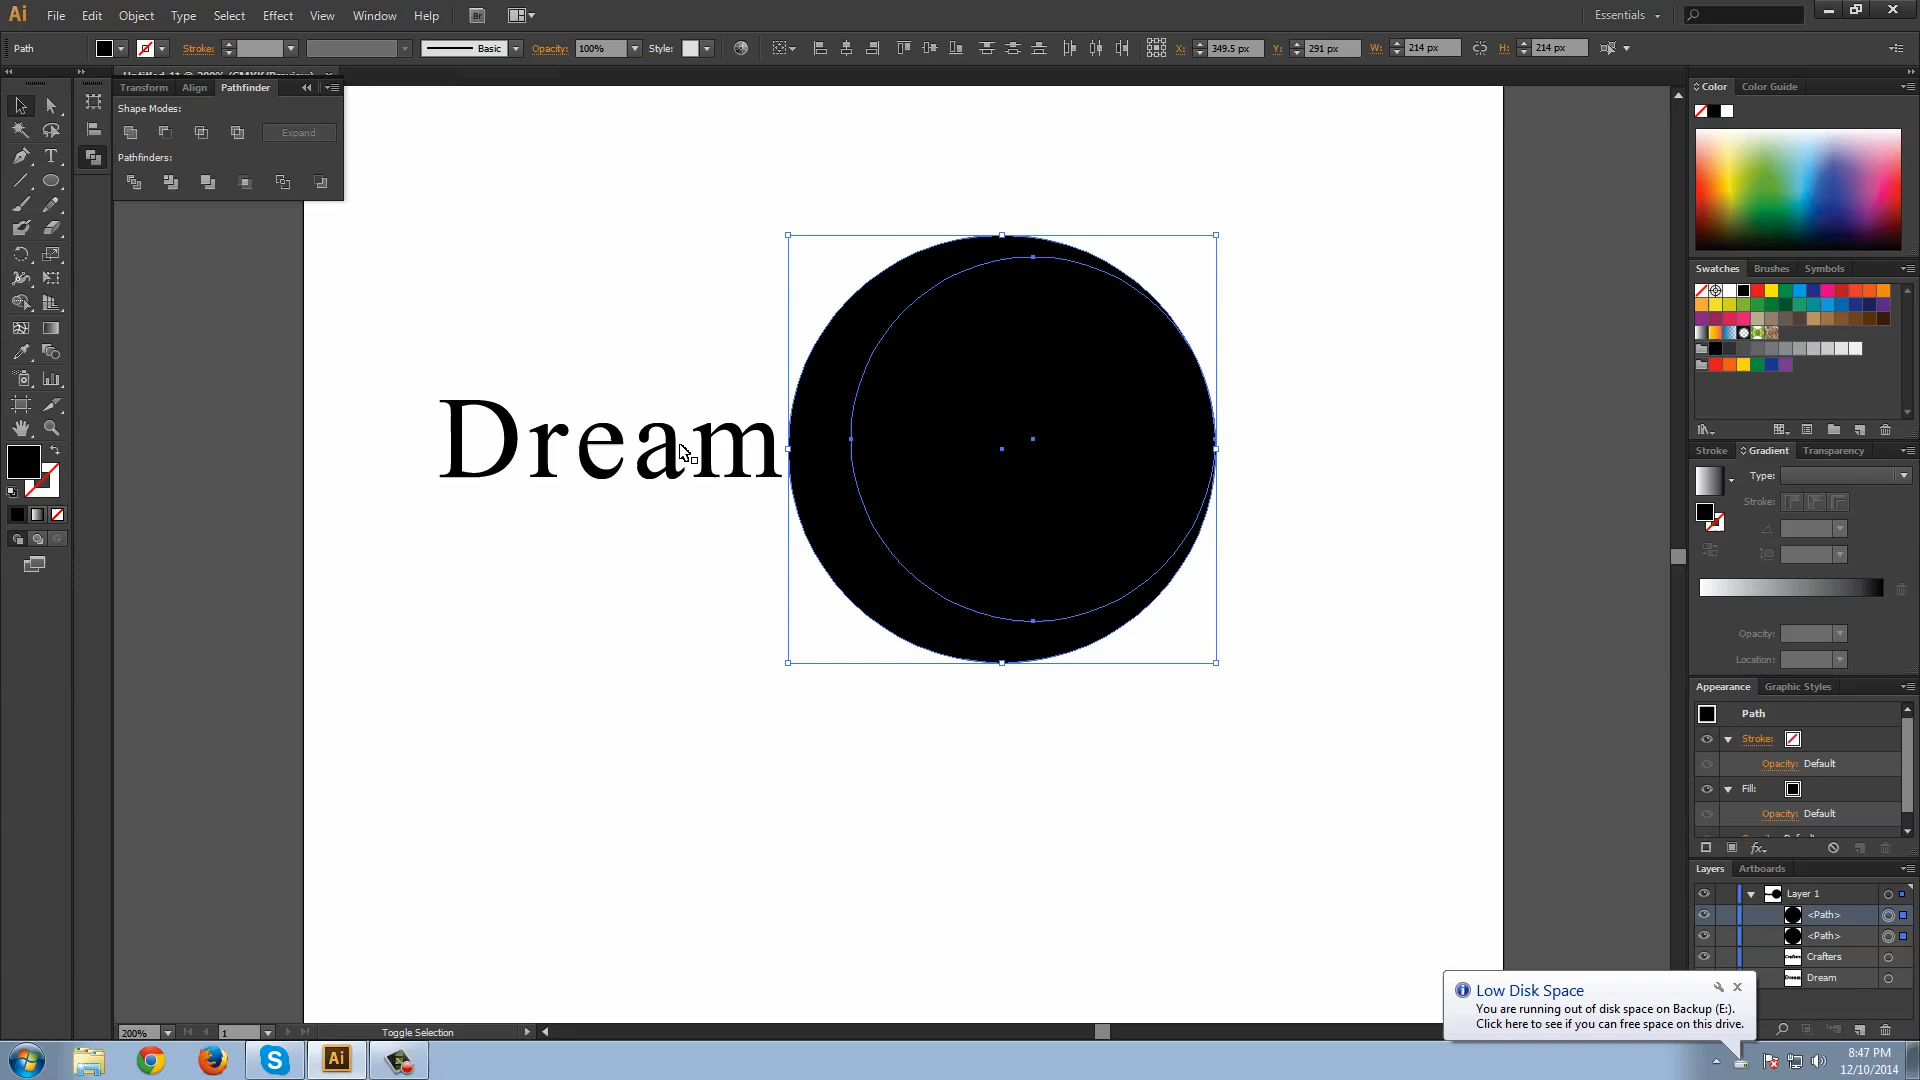 Ai File Edit Object Type Select Effect View Window Help Br Essentials
Path Stroke: Basic Opacity: 100% Style: X: 349.5 px Y: 291 px W: 214 px H: 214 px
Transform Align Pathfinder
Shape Modes:
Expand
Pathfinders:
Dream
Color Color Guide
Swatches Brushes Symbols
Stroke Gradient Transparency
Type:
Stroke:
Opacity:
Location:
Appearance Graphic Styles
Path
Stroke:
Opacity: Default
Fill:
Opacity: Default
fx
Layers Artboards
Layer 1
<Path>
<Path>
Crafters
Dream
Low Disk Space
You are running out of disk space on Backup (E:).
Click here to see if you can free space on this drive.
200% 1 Toggle Selection
Ai
8:47 PM
12/10/2014